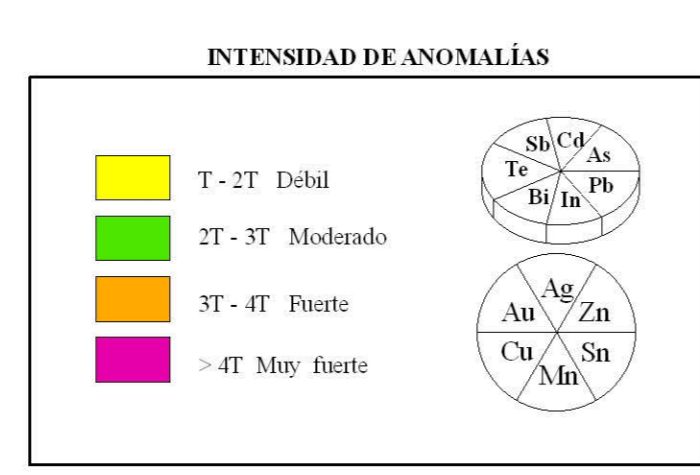 INTENSIDAD DE ANOMALÍAS
T - 2T Débil
2T - 3T Moderado
3T - 4T Fuerte
> 4T Muy fuerte
Sb Cd
As
Te
Pb
Bi In
Ag
Au Zn
Cu Sn
Mn